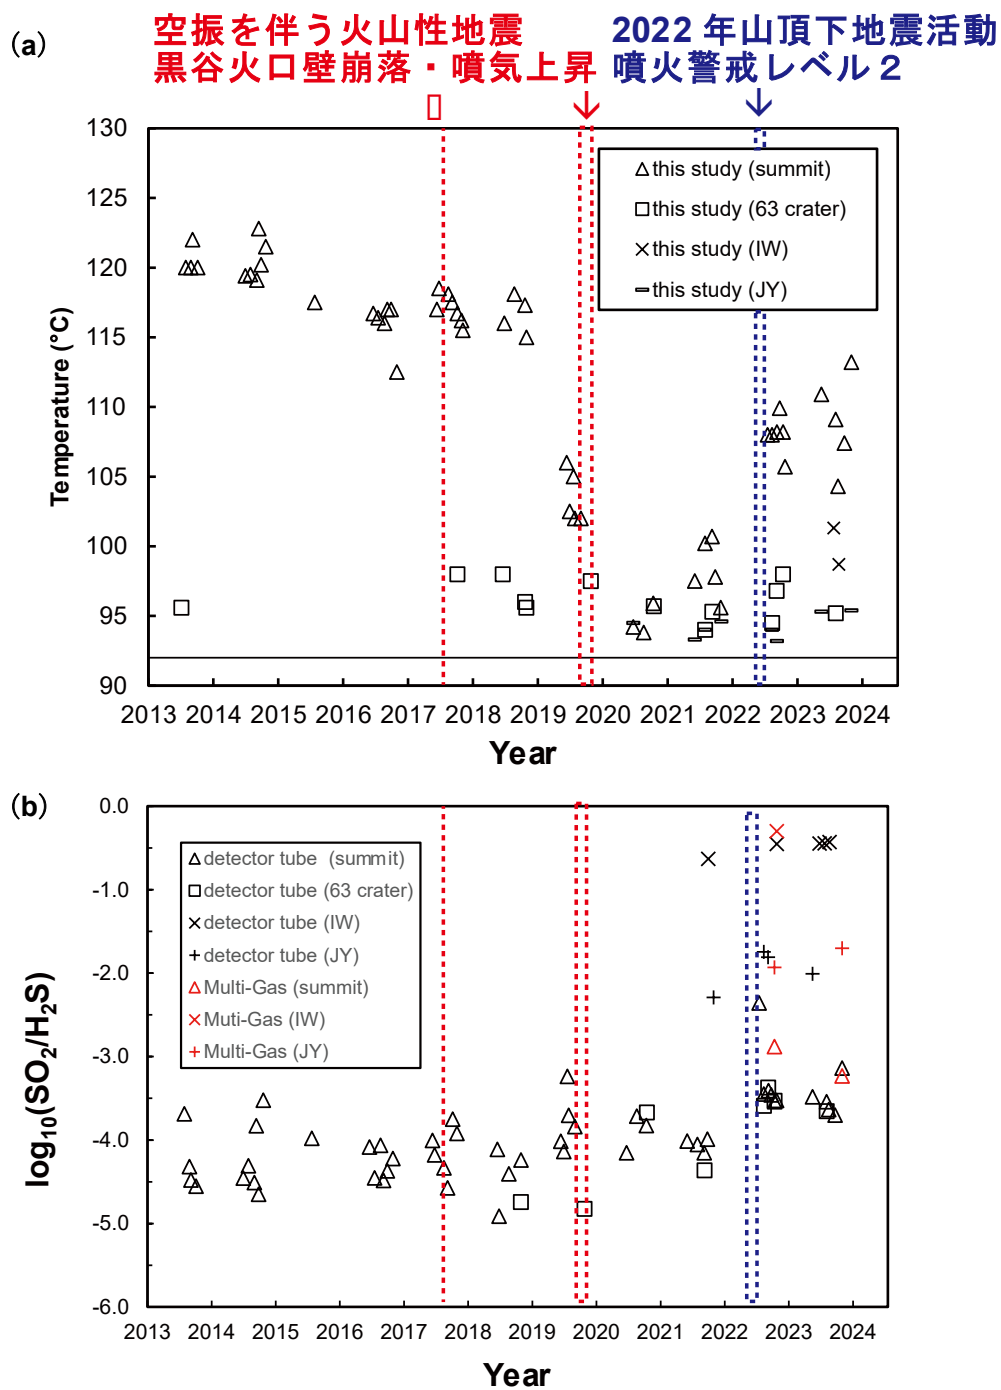 (a)
空振を伴う火山性地震
黒谷火口壁崩落・噴気上昇
2022 年山頂下地震活動
噴火警戒レベル２
130
125
120
115
110
105
100
95
90
Temperature (°C)
this study (summit)
this study (63 crater)
this study (IW)
this study (JY)
2013 2014 2015 2016 2017 2018 2019 2020 2021 2022 2023 2024
Year
(b)
0.0
-1.0
-2.0
-3.0
-4.0
-5.0
-6.0
log10(SO2/H2S)
detector tube (summit)
detector tube (63 crater)
detector tube (IW)
detector tube (JY)
Multi-Gas (summit)
Muti-Gas (IW)
Multi-Gas (JY)
2013 2014 2015 2016 2017 2018 2019 2020 2021 2022 2023 2024
Year